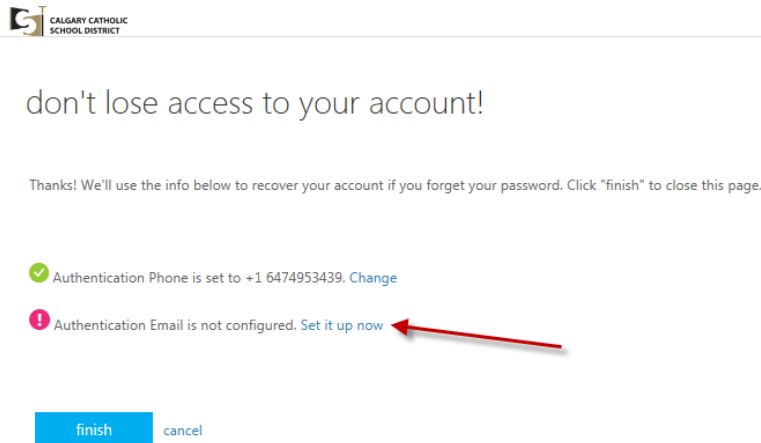 CALGARY CATHOLIC
SCHOOL DISTRICT
don't lose access to your account!
Thanks! We'll use the info below to recover your account if you forget your password. Click "finish" to close this page.
Authentication Phone is set to +1 6474953439. Change
Authentication Email is not configured. Set it up now
finish cancel